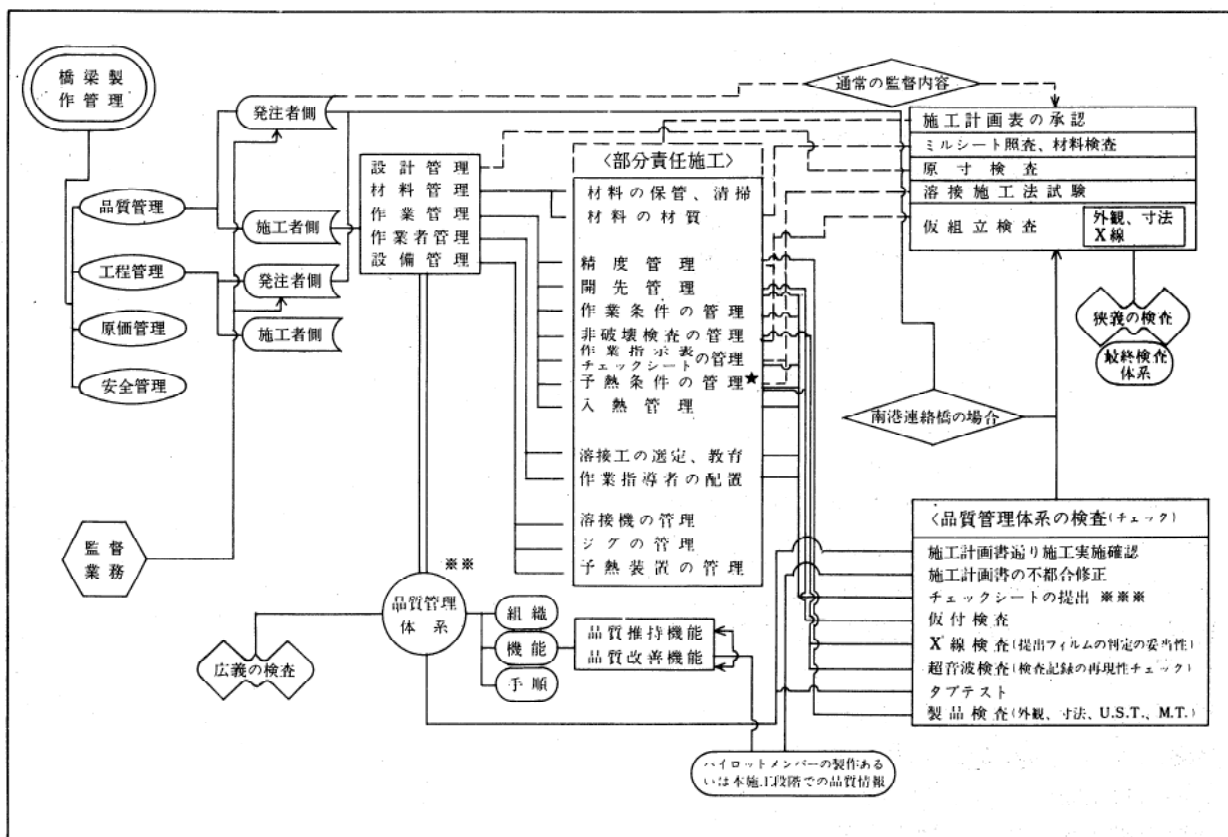 橋梁製
作管理
品質管理
工程管理
原価管理
安全管理
監督
業務
発注者側
施工者側
発注者側
施工者側
設計管理
材料管理
作業管理
作業者管理
設備管理
〈部分責任施工〉
材料の保管、清掃
材料の材質
精度管理
開先管理
作業条件の管理
非破壊検査の管理
作業指示表
チェックシートの管理
予熱条件の管理★
入熱管理
溶接工の選定、教育
作業指導者の配置
溶接機の管理
ジグの管理
予熱装置の管理
通常の監督内容
施工計画表の承認
ミルシート照査、材料検査
原寸検査
溶接施工法試験
仮組立検査
外観、寸法
X線
狭義の検査
最終検査
体系
南港連絡橋の場合
〈品質管理体系の検査(チェック)
施工計画書通り施工実施確認
施工計画書の不都合修正
チェックシートの提出 ※※※
仮付検査
X線検査(提出フィルムの判定の妥当性)
超音波検査(検査記録の再現性チェック)
タブテスト
製品検査(外観、寸法、U.S.T.、M.T.)
※※
品質管理
体系
広義の検査
組織
機能
手順
品質維持機能
品質改善機能
パイロットメンバーの製作ある
いは本施工段階での品質情報